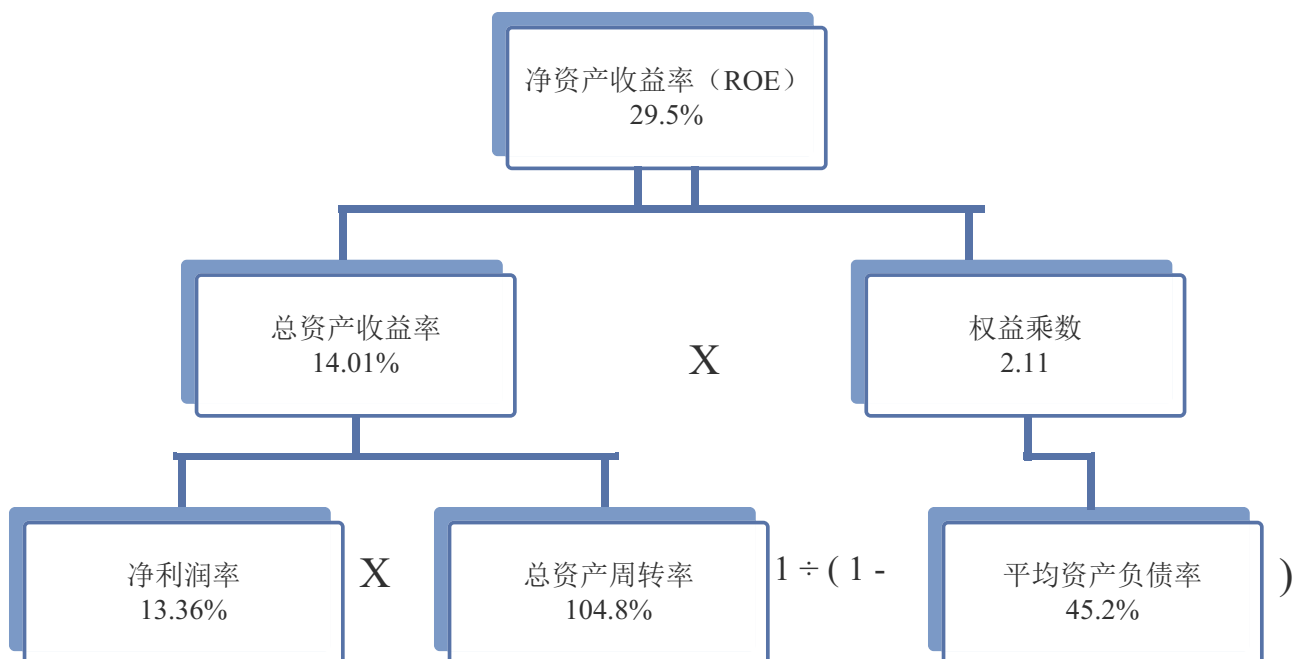 净资产收益率（ROE）
29.5%
总资产收益率
14.01%
X
权益乘数
2.11
净利润率
13.36%
X
总资产周转率
104.8%
1 ÷ ( 1 -
平均资产负债率
45.2%
)